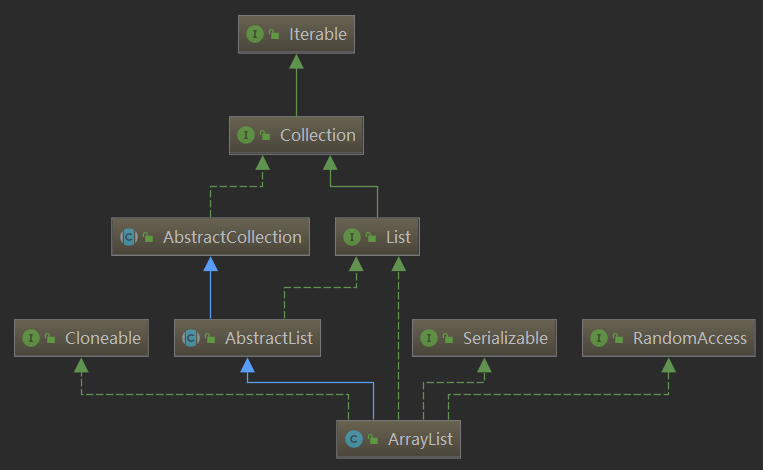 I Iterable
I Collection
C AbstractCollection
I List
I Cloneable
C AbstractList
I Serializable
I RandomAccess
C ArrayList